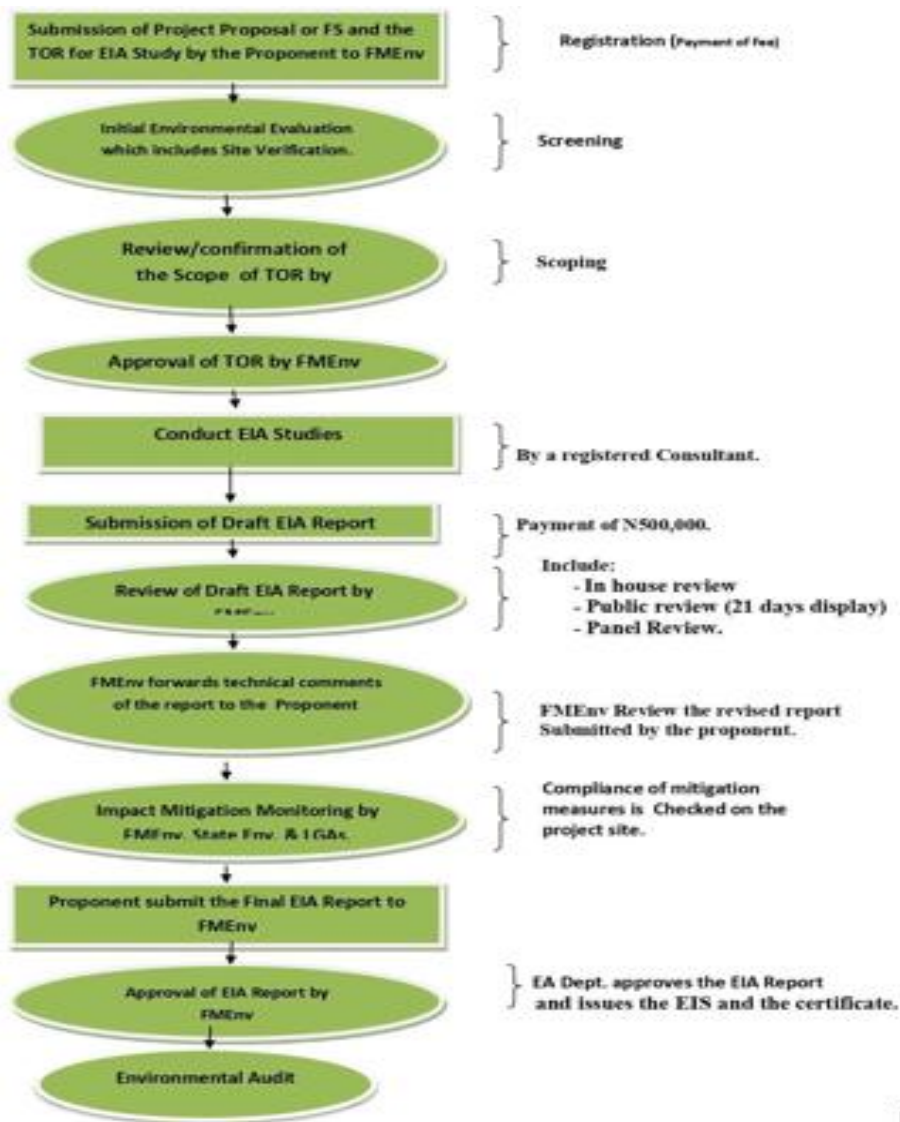 Submission of Project Proposal or FS and the
TOR for EIA Study by the Proponent to FMEnv
Registration (Payment of fee)
Initial Environmental Evaluation
which includes Site Verification.
Screening
Review/confirmation of
the Scope of TOR by
Scoping
Approval of TOR by FMEnv
Conduct EIA Studies
By a registered Consultant.
Submission of Draft EIA Report
Payment of N500,000.
Review of Draft EIA Report by
Include:
- In house review
- Public review (21 days display)
- Panel Review.
FMEnv forwards technical comments
of the report to the Proponent
FMEnv Review the revised report
Submitted by the proponent.
Impact Mitigation Monitoring by
FMEnv, State Env. & LGAs.
Compliance of mitigation
measures is Checked on the
project site.
Proponent submit the Final EIA Report to
FMEnv
Approval of EIA Report by
FMEnv
EA Dept. approves the EIA Report
and issues the EIS and the certificate.
Environmental Audit